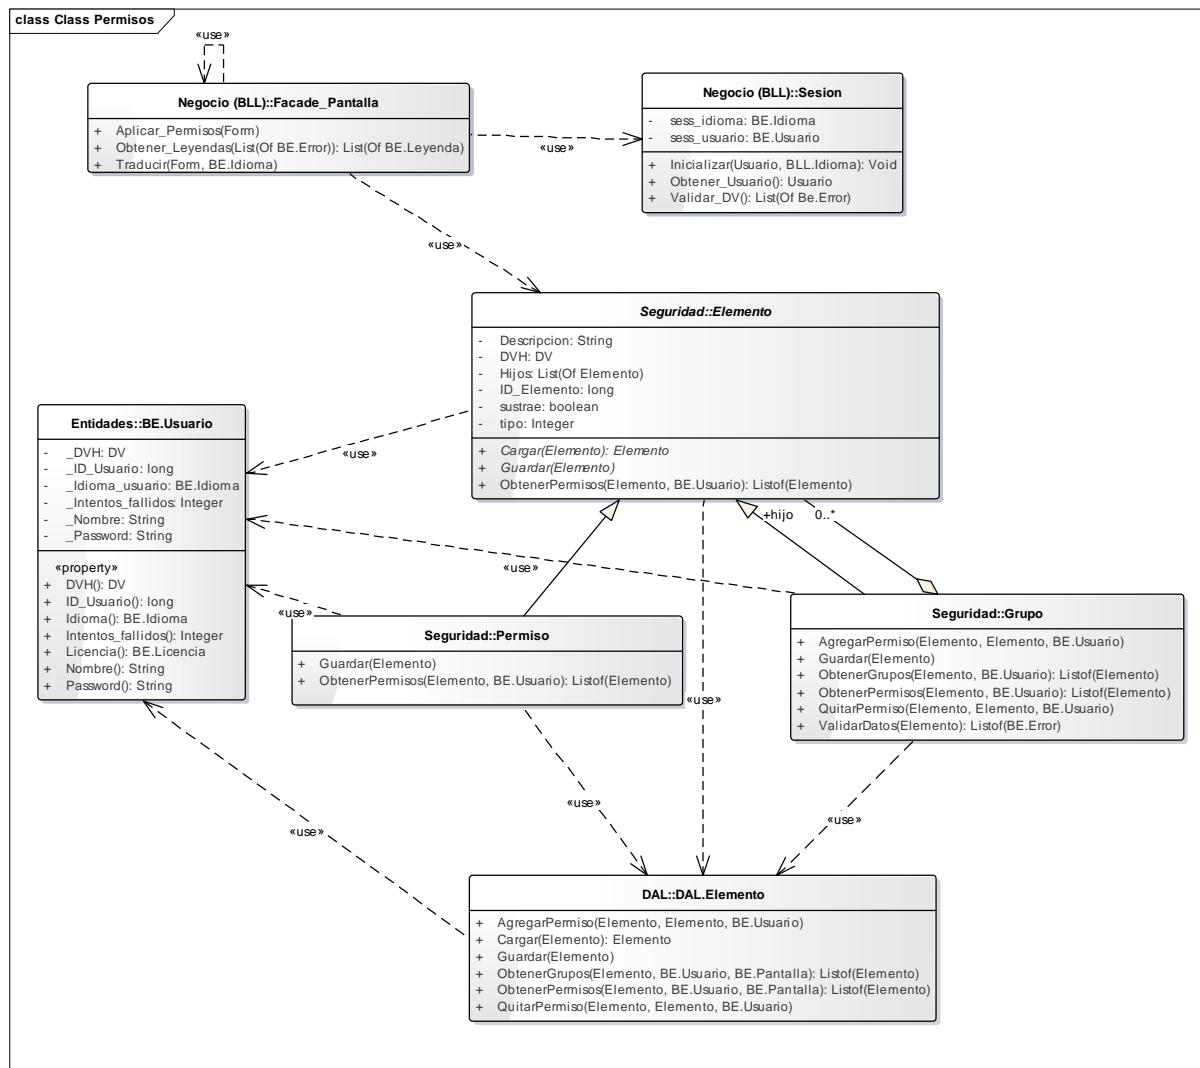 class Class Permisos
«use»
Negocio (BLL)::Facade_Pantalla
+ Aplicar_Permisos(Form)
+ Obtener_Leyendas(List(Of BE.Error)): List(Of BE.Leyenda)
+ Traducir(Form, BE.Idioma)
«use»
Negocio (BLL)::Sesion
- sess_idioma: BE.Idioma
- sess_usuario: BE.Usuario
+ Inicializar(Usuario, BLL.Idioma): Void
+ Obtener_Usuario(): Usuario
+ Validar_DV(): List(Of Be.Error)
«use»
Seguridad::Elemento
- Descripcion: String
- DVH: DV
- Hijos: List(Of Elemento)
- ID_Elemento: long
- sustrae: boolean
- tipo: Integer
+ Cargar(Elemento): Elemento
+ Guardar(Elemento)
+ ObtenerPermisos(Elemento, BE.Usuario): Listof(Elemento)
Entidades::BE.Usuario
- _DVH: DV
- _ID_Usuario: long
- _Idioma_usuario: BE.Idioma
- _Intentos_fallidos: Integer
- _Nombre: String
- _Password: String
«property»
+ DVH(): DV
+ ID_Usuario(): long
+ Idioma(): BE.Idioma
+ Intentos_fallidos(): Integer
+ Licencia(): BE.Licencia
+ Nombre(): String
+ Password(): String
«use»
+hijo 0..*
«use»
«use»
Seguridad::Permiso
+ Guardar(Elemento)
+ ObtenerPermisos(Elemento, BE.Usuario): Listof(Elemento)
Seguridad::Grupo
+ AgregarPermiso(Elemento, Elemento, BE.Usuario)
+ Guardar(Elemento)
+ ObtenerGrupos(Elemento, BE.Usuario): Listof(Elemento)
+ ObtenerPermisos(Elemento, BE.Usuario): Listof(Elemento)
+ QuitarPermiso(Elemento, Elemento, BE.Usuario)
+ ValidarDatos(Elemento): Listof(BE.Error)
«use»
«use»
«use»
«use»
DAL::DAL.Elemento
+ AgregarPermiso(Elemento, Elemento, BE.Usuario)
+ Cargar(Elemento): Elemento
+ Guardar(Elemento)
+ ObtenerGrupos(Elemento, BE.Usuario, BE.Pantalla): Listof(Elemento)
+ ObtenerPermisos(Elemento, BE.Usuario, BE.Pantalla): Listof(Elemento)
+ QuitarPermiso(Elemento, Elemento, BE.Usuario)